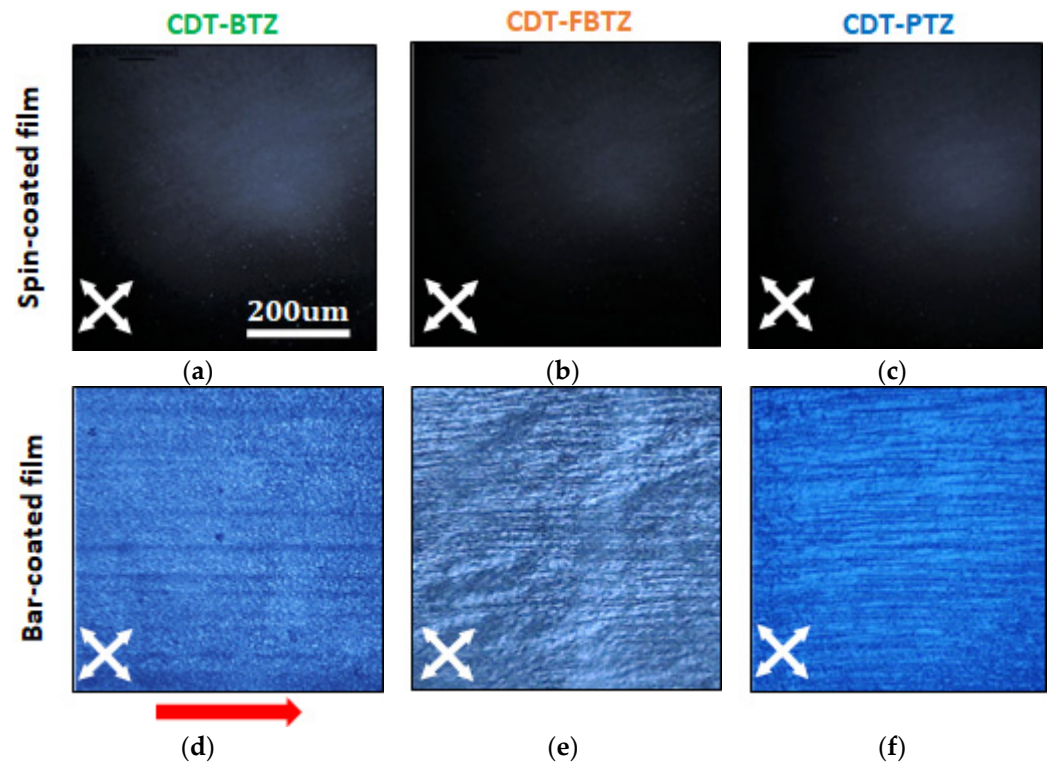 CDT-BTZ
CDT-FBTZ
CDT-PTZ
Spin-coated film
200um
(a)
(b)
(c)
Bar-coated film
(d)
(e)
(f)